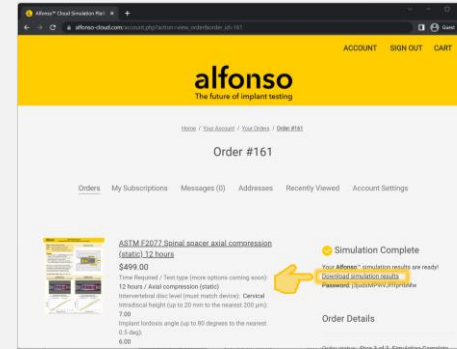 Alfonso™ Cloud Simulation Plat
alfonso-cloud.com/account.php?action=view_order&order_id=161
Guest
ACCOUNT SIGN OUT CART
alfonso
The future of implant testing
Home / Your Account / Your Orders / Order #161
Order #161
Orders My Subscriptions Messages (0) Addresses Recently Viewed Account Settings
ASTM F2077 Spinal spacer axial compression
(static) 12 hours
$499.00
Time Required / Test type (more options coming soon):
12 hours / Axial compression (static)
Intervertebral disc level (must match device): Cervical
Intradiscal height (up to 20 mm to the nearest 200 µm):
7.00
Implant lordosis angle (up to 80 degrees to the nearest
0.5 deg):
6.00
Simulation Complete
Your Alfonso™ simulation results are ready!
Download simulation results
Password:
Order Details